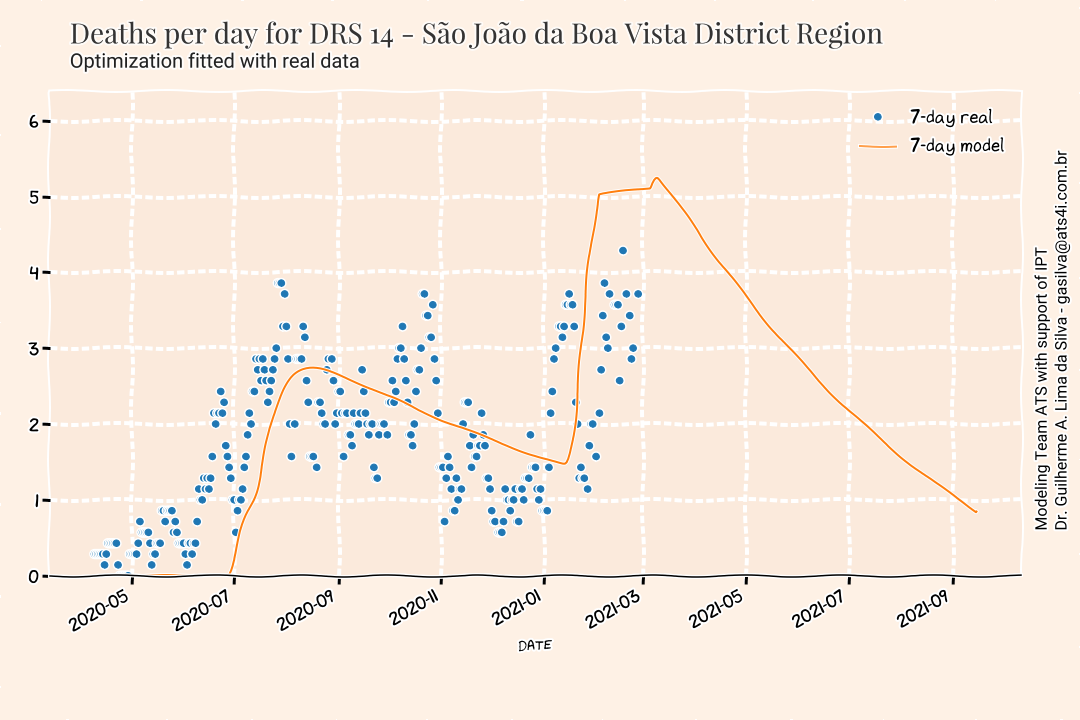 Deaths per day for DRS 14 - São João da Boa Vista District Region
Optimization fitted with real data
7-day real
7-day model
6
5
4
3
2
1
0
2020-05
2020-07
2020-09
2020-11
2021-01
2021-03
2021-05
2021-07
2021-09
DATE
Modeling Team ATS with support of IPT
Dr. Guilherme A. Lima da Silva - gasilva@ats4i.com.br